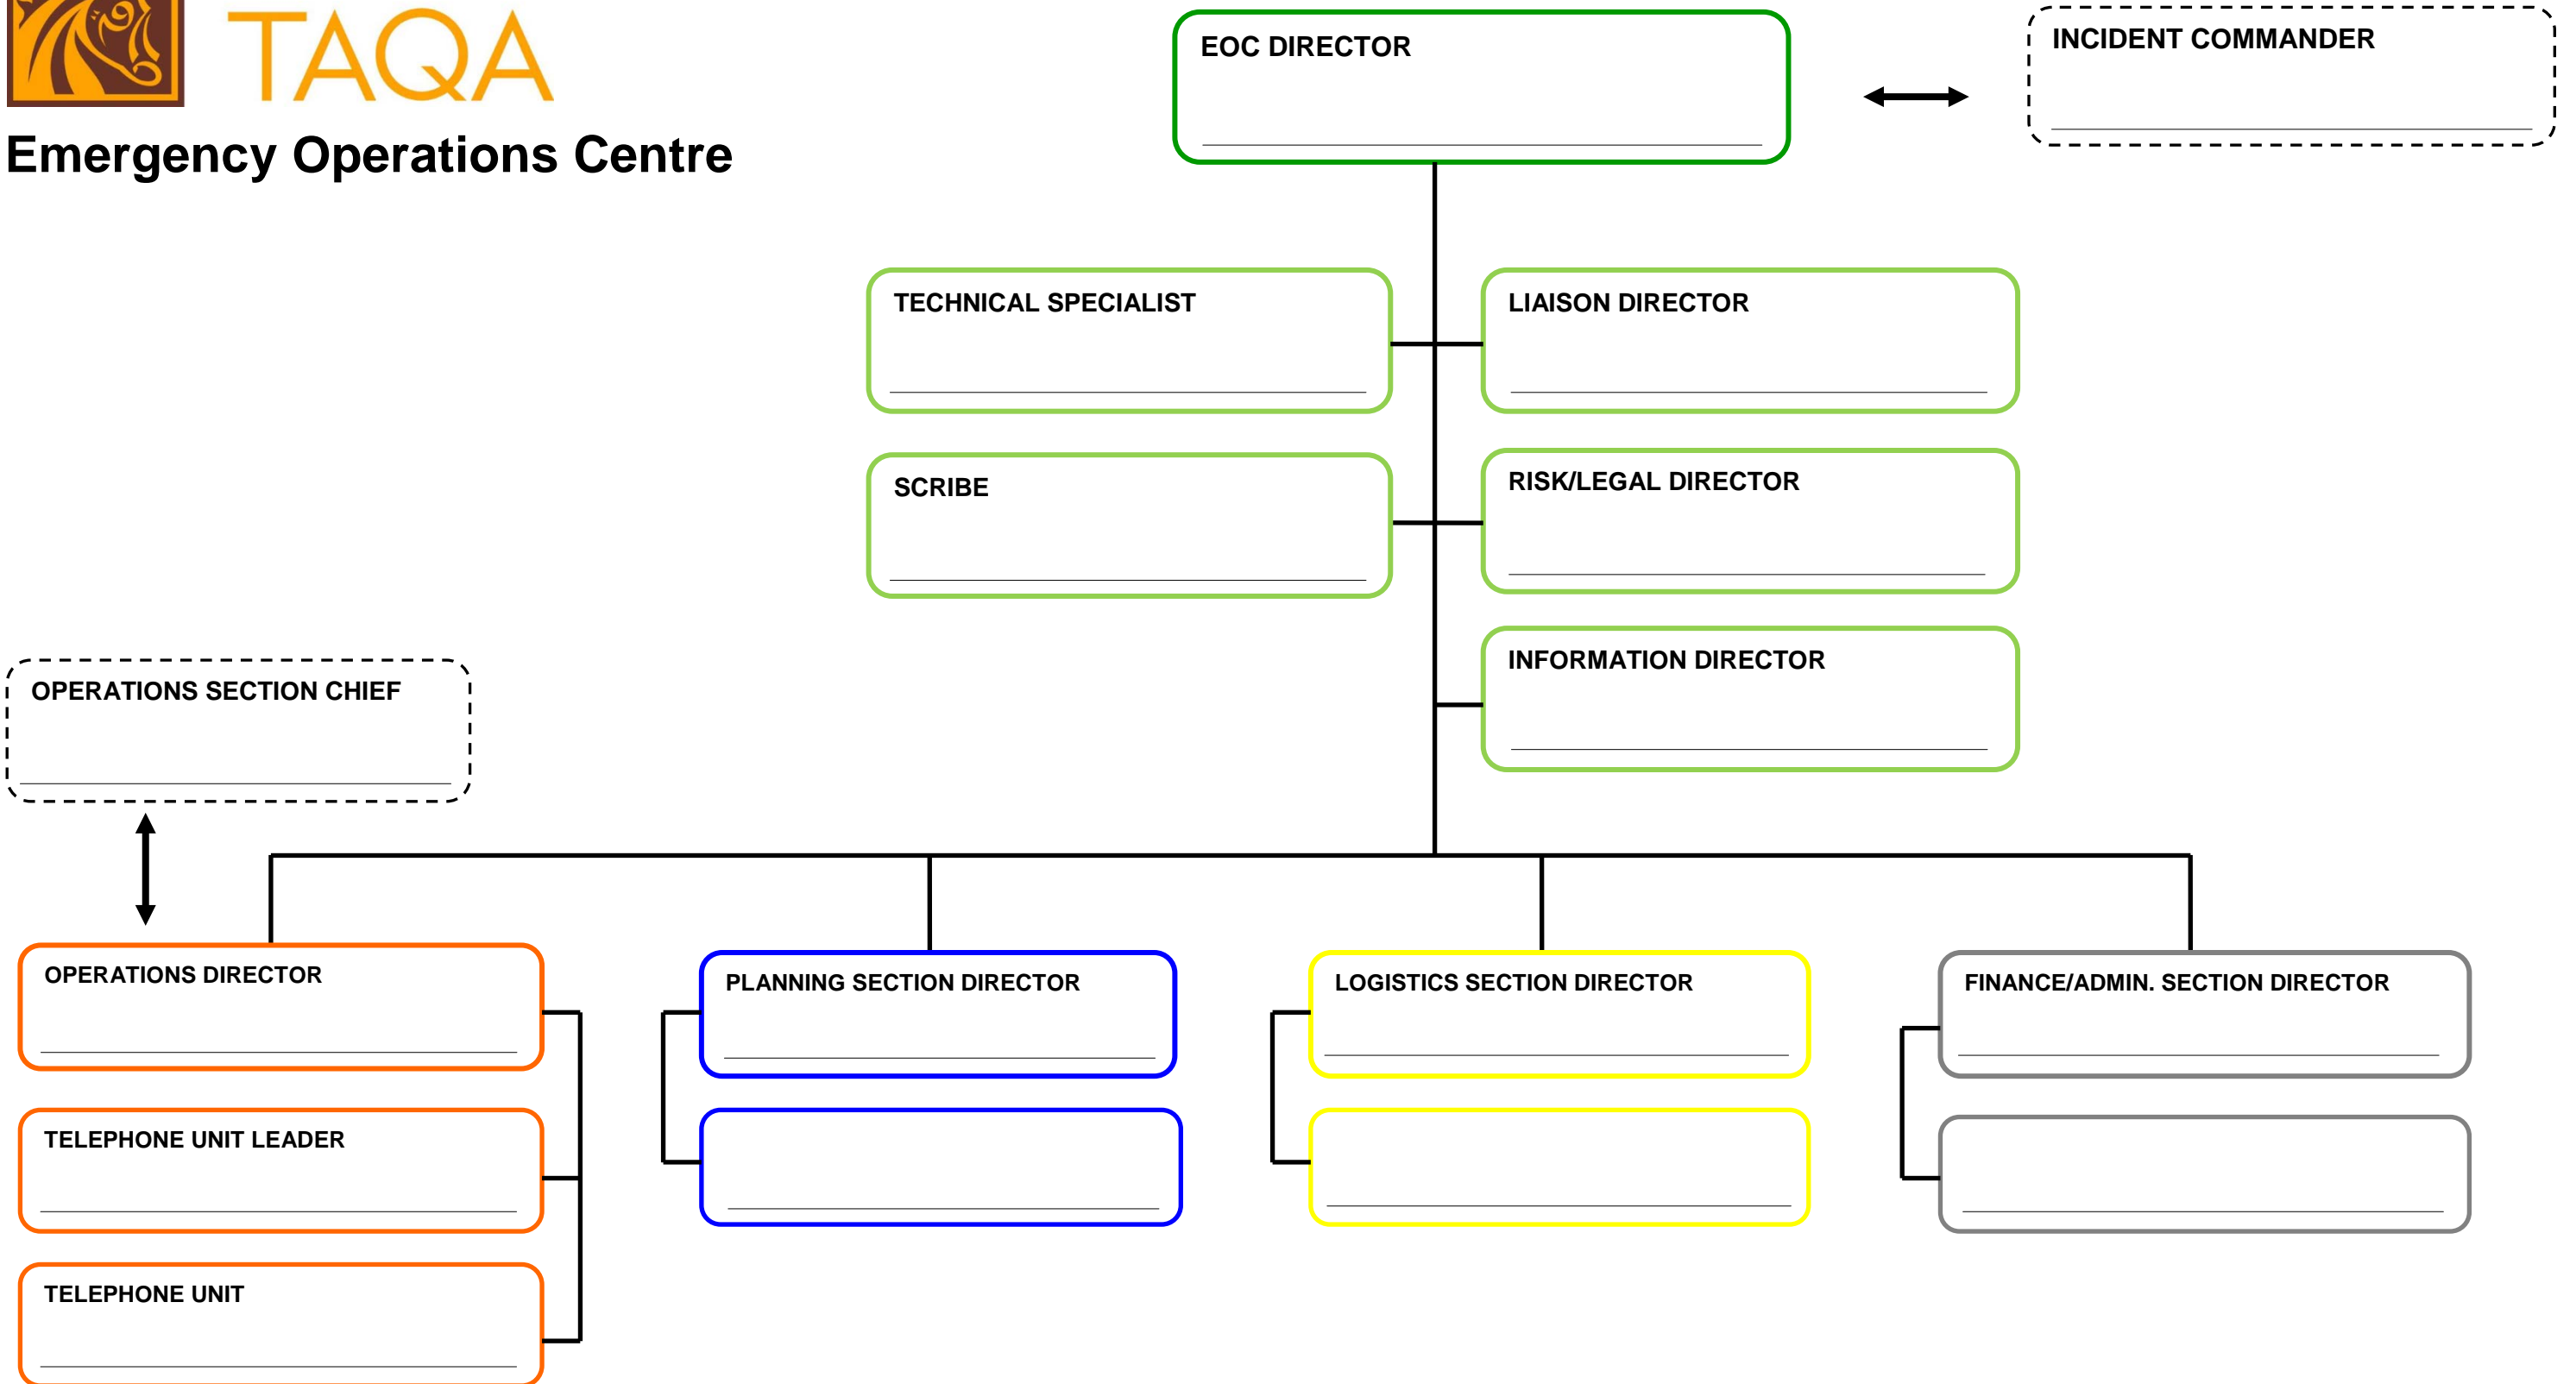 TAQA
Emergency Operations Centre
EOC DIRECTOR
INCIDENT COMMANDER
TECHNICAL SPECIALIST
LIAISON DIRECTOR
SCRIBE
RISK/LEGAL DIRECTOR
INFORMATION DIRECTOR
OPERATIONS SECTION CHIEF
OPERATIONS DIRECTOR
PLANNING SECTION DIRECTOR
LOGISTICS SECTION DIRECTOR
FINANCE/ADMIN. SECTION DIRECTOR
TELEPHONE UNIT LEADER
TELEPHONE UNIT